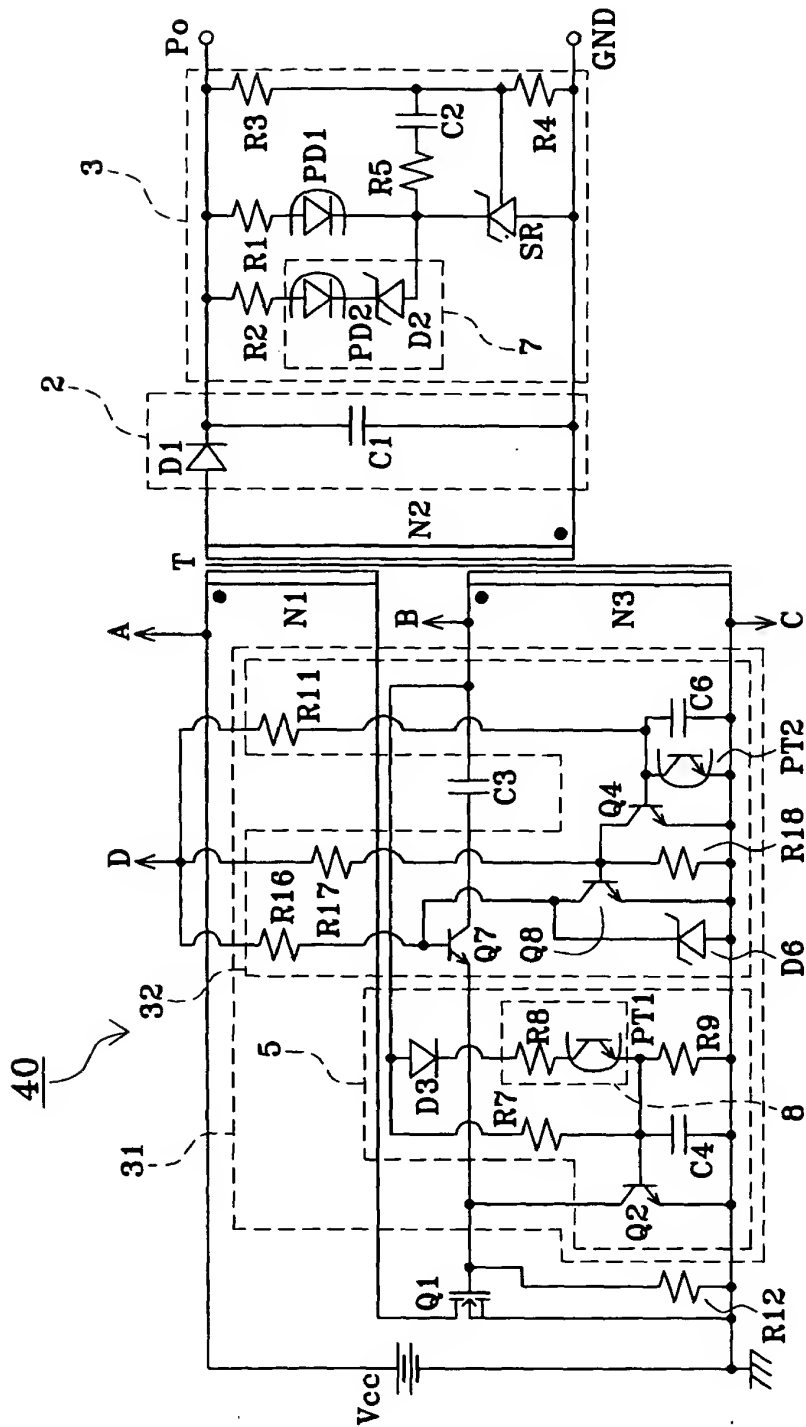 40
31
32
5
Vcc
Q1
R12
Q2
C4
R7
D3
R8
PT1
R9
8
D
R16
R17
Q7
Q8
D6
R18
Q4
PT2
C6
C3
R11
A
B
C
N1
N3
T
N2
2
D1
C1
3
R2
PD2
D2
7
R1
PD1
R5
C2
SR
R3
R4
Po
GND